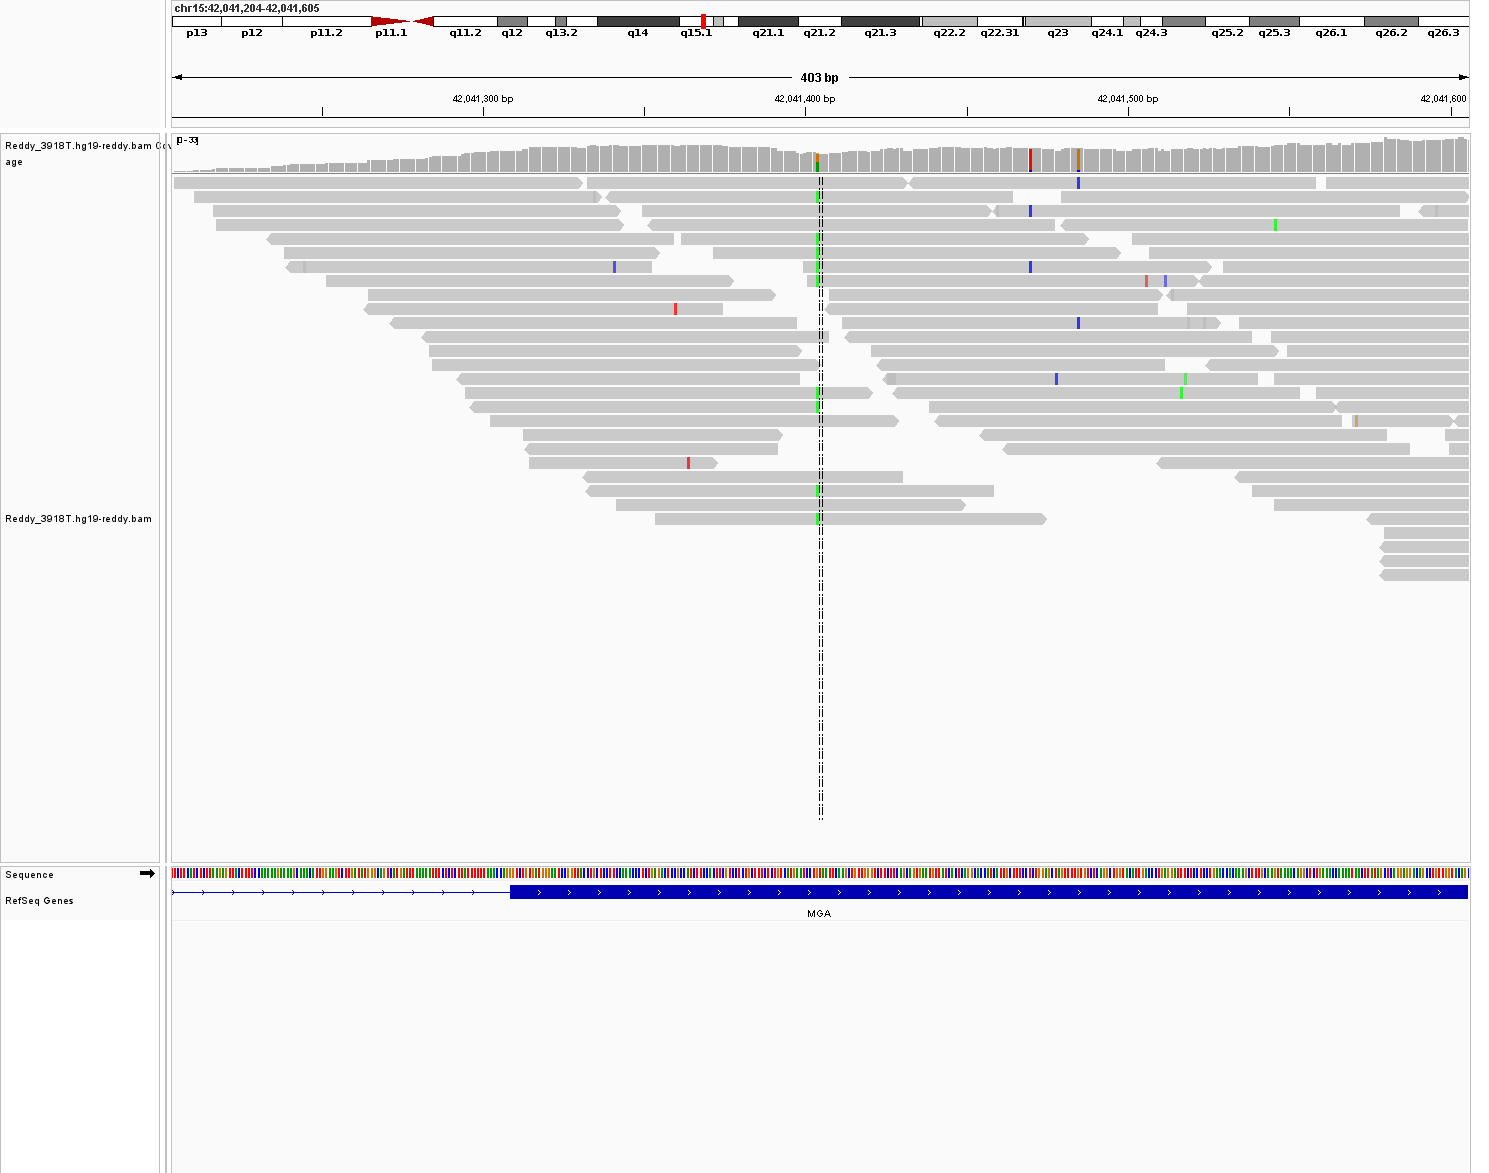 chr15:42,041,204-42,041,605
p13 p12 p11.2 p11.1 q11.2 q12 q13.2 q14 q15.1 q21.1 q21.2 q21.3 q22.2 q22.31 q23 q24.1 q24.3 q25.2 q25.3 q26.1 q26.2 q26.3
403 bp
42,041,300 bp 42,041,400 bp 42,041,500 bp 42,041,600
Reddy_3918T.hg19-reddy.bam Cov
age
[0-33]
Reddy_3918T.hg19-reddy.bam
Sequence
RefSeq Genes
MGA